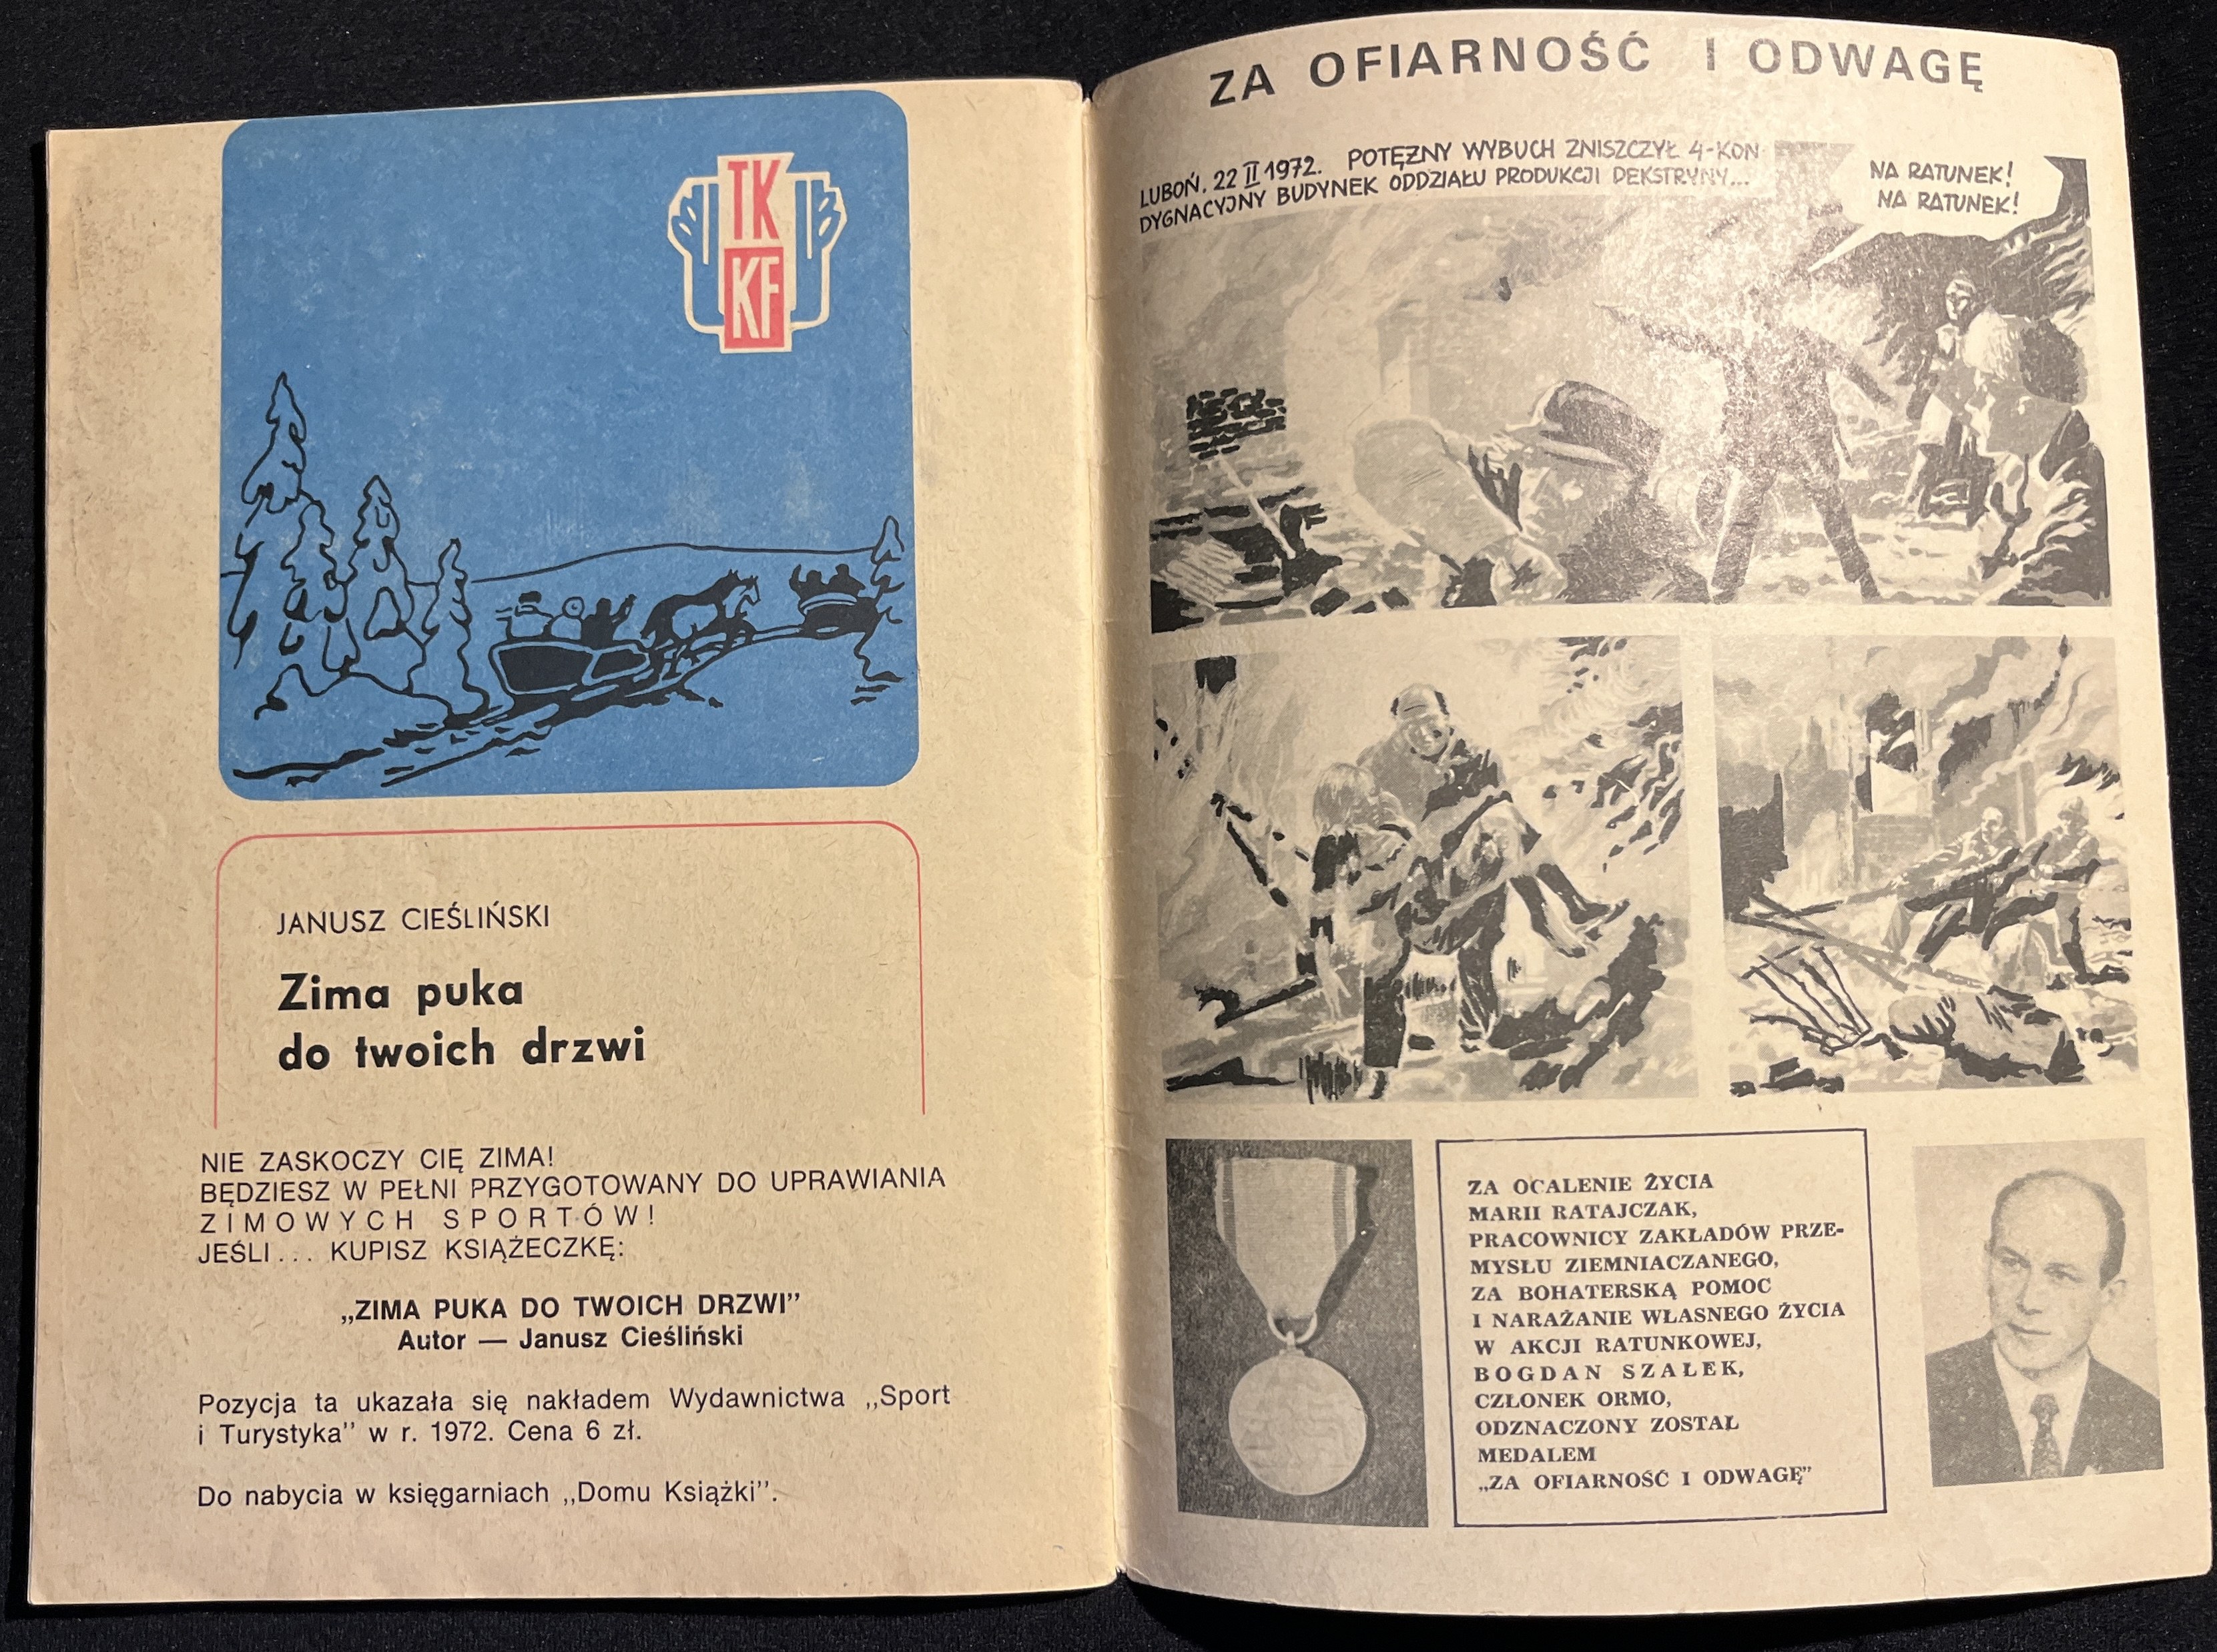 TK
KF
JANUSZ CIEŚLIŃSKI
Zima puka
do twoich drzwi
NIE ZASKOCZY CIĘ ZIMA!
BĘDZIESZ W PEŁNI PRZYGOTOWANY DO UPRAWIANIA
ZIMOWYCH SPORTÓW!
JEŚLI... KUPISZ KSIĄŻECZKĘ:
„ZIMA PUKA DO TWOICH DRZWI”
Autor — Janusz Cieśliński
Pozycja ta ukazała się nakładem Wydawnictwa „Sport
i Turystyka” w r. 1972. Cena 6 zł.
Do nabycia w księgarniach „Domu Książki”.
ZA OFIARNOŚĆ I ODWAGĘ
LUBOŃ, 22 II 1972. POTĘŻNY WYBUCH ZNISZCZYŁ 4-KON-
DYGNACYJNY BUDYNEK ODDZIAŁU PRODUKCJI DEKSTRYNY...
NA RATUNEK!
NA RATUNEK!
ZA OCALENIE ŻYCIA
MARII RATAJCZAK,
PRACOWNICY ZAKŁADÓW PRZE-
MYSŁU ZIEMNIACZANEGO,
ZA BOHATERSKĄ POMOC
I NARAŻANIE WŁASNEGO ŻYCIA
W AKCJI RATUNKOWEJ,
BOGDAN SZAŁEK,
CZŁONEK ORMO,
ODZNACZONY ZOSTAŁ
MEDALEM
„ZA OFIARNOŚĆ I ODWAGĘ”